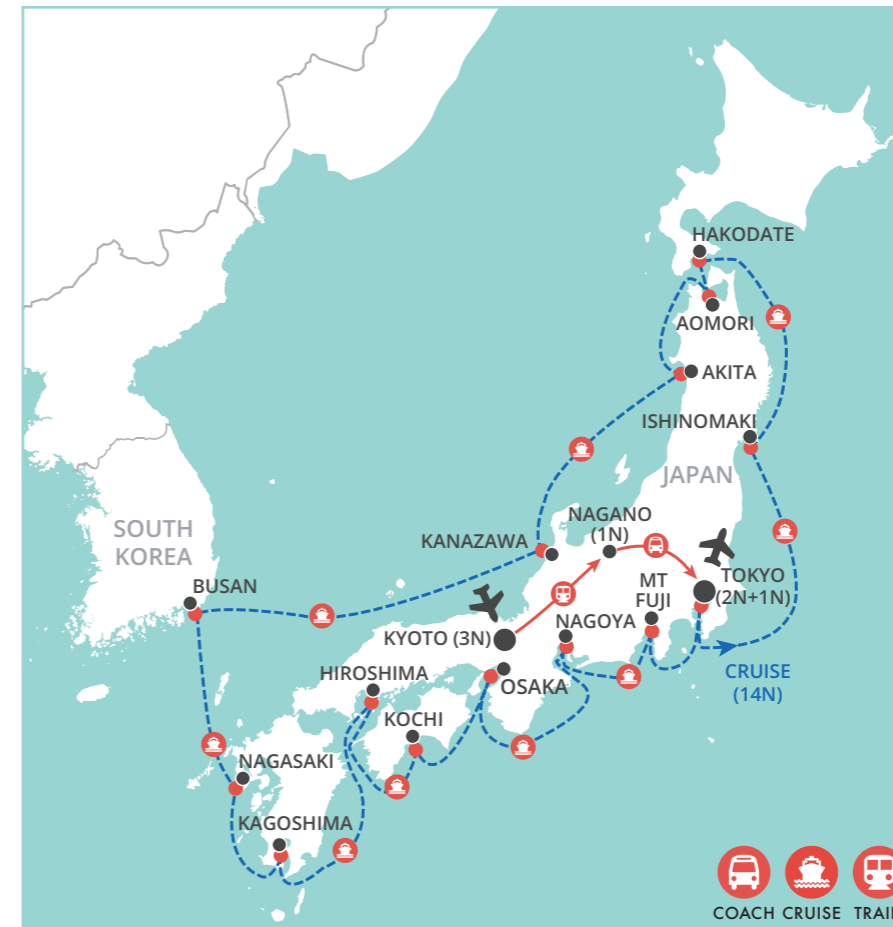 HAKODATE
AOMORI
AKITA
ISHINOMAKI
JAPAN
NAGANO
(1N)
KANAZAWA
SOUTH
KOREA
BUSAN
MT
FUJI
TOKYO
(2N+1N)
KYOTO (3N)
NAGOYA
CRUISE
(14N)
HIROSHIMA
OSAKA
KOCHI
NAGASAKI
KAGOSHIMA
COACH CRUISE TRAI